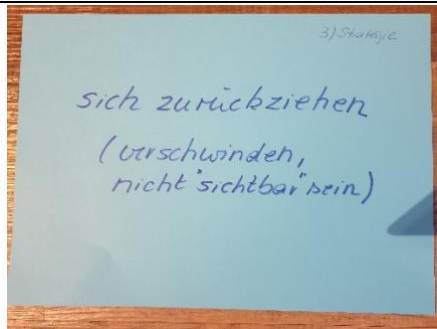 3) Strategie
sich zurückziehen
(verschwinden,
nicht "sichtbar" sein)